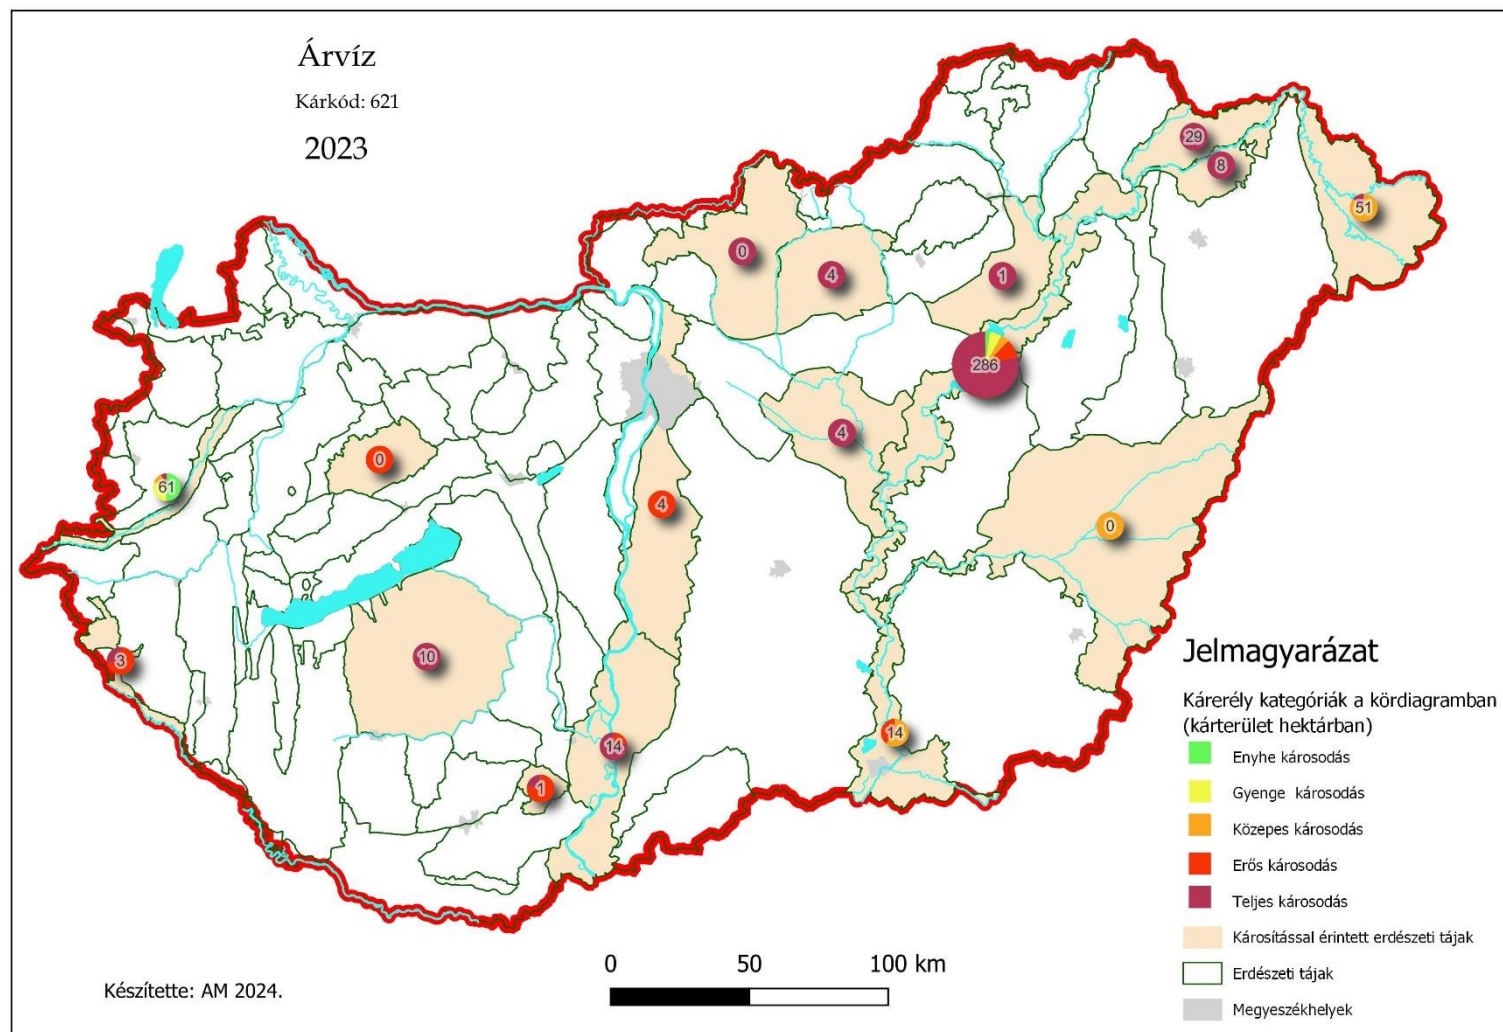 Árvíz
Kárkód: 621
2023
29
8
51
0
4
1
286
4
61
0
4
0
3
10
14
14
1
Jelmagyarázat
Kárerély kategóriák a kördiagramban
(kárterület hektárban)
Enyhe károsodás
Gyenge károsodás
Közepes károsodás
Erős károsodás
Teljes károsodás
Károsítással érintett erdészeti tájak
Erdészeti tájak
Megyeszékhelyek
0 50 100 km
Készítette: AM 2024.